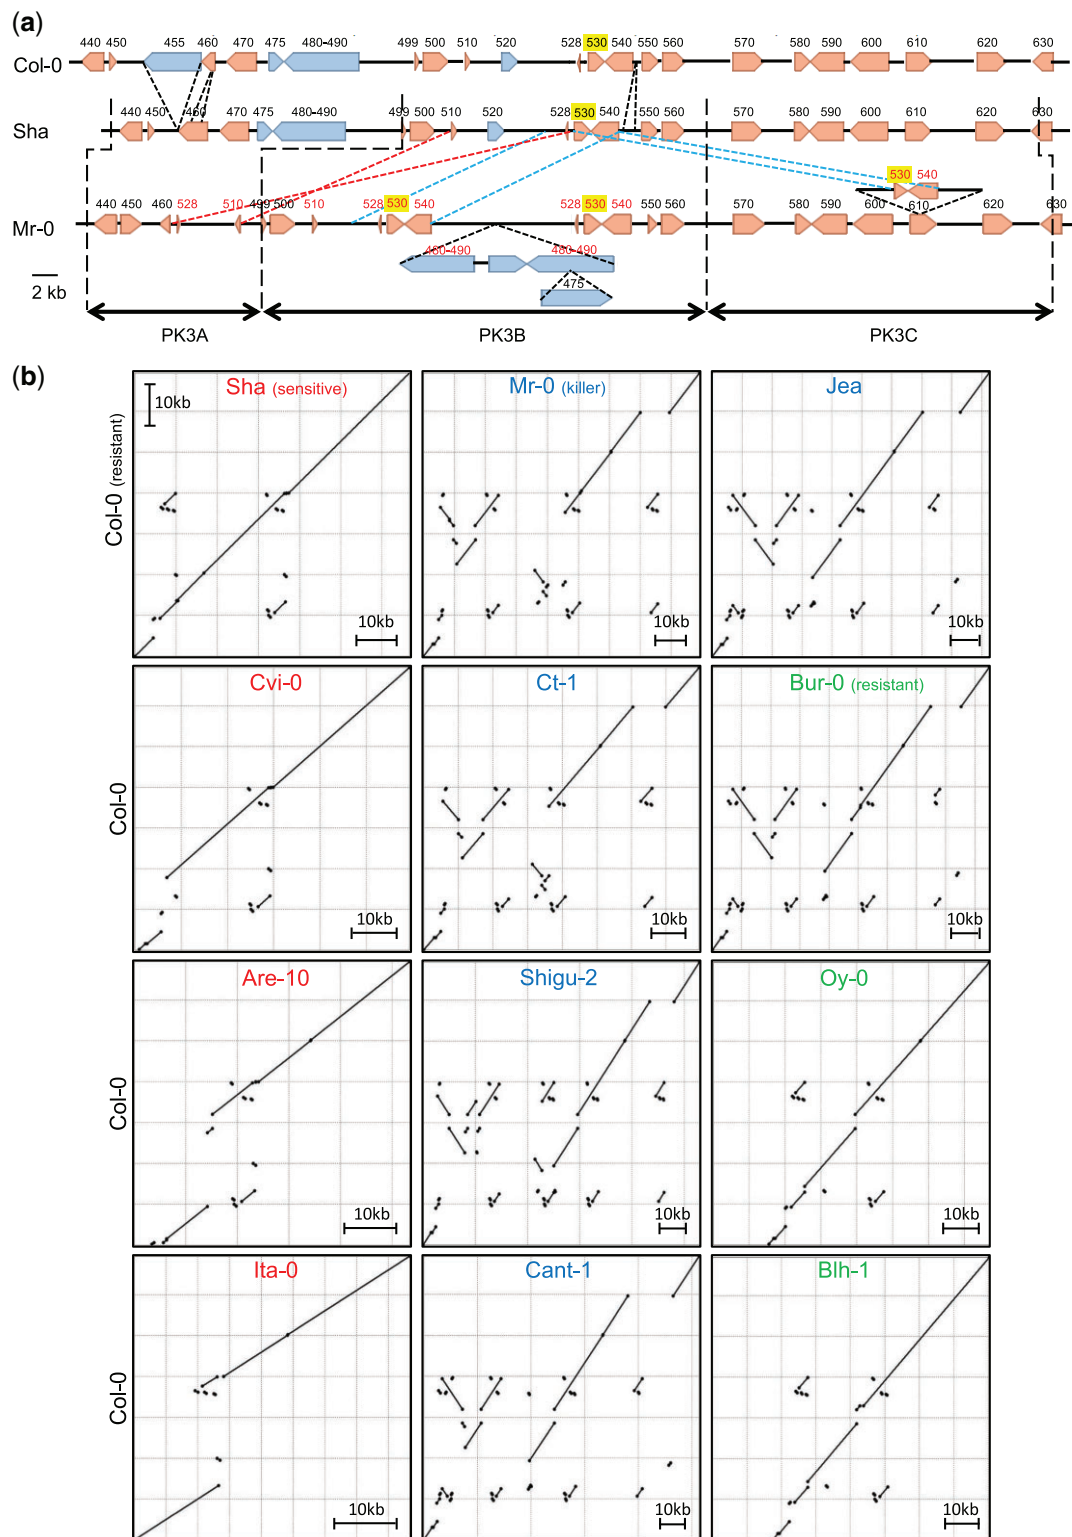 (a)
440 450 455 460 470 475 480-490 499 500 510 520 528 530 540 550 560 570 580 590 600 610 620 630
Col-0
440 450 460 470 475 480-490 499 500 510 520 528 530 540 550 560 570 580 590 600 610 620 630
Sha
530 540
440 450 460 528 510 499 500 510 528 530 540 528 530 540 550 560 570 580 590 600 610 620 630
Mr-0
480-490 480-490
475
2 kb
PK3A PK3B PK3C
(b)
Sha (sensitive) Mr-0 (killer) Jea
10kb
Col-0 (resistant)
10kb 10kb 10kb
Cvi-0 Ct-1 Bur-0 (resistant)
Col-0
10kb 10kb 10kb
Are-10 Shigu-2 Oy-0
Col-0
10kb 10kb 10kb
Ita-0 Cant-1 Blh-1
Col-0
10kb 10kb 10kb